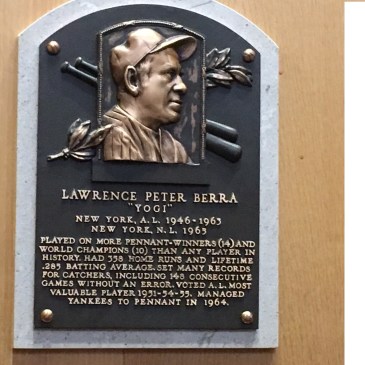 LAWRENCE PETER BERRA
"YOGI"
NEW YORK, A.L. 1946-1963
NEW YORK, N.L. 1965
PLAYED ON MORE PENNANT-WINNERS (14) AND
WORLD CHAMPIONS (10) THAN ANY PLAYER IN
HISTORY. HAD 358 HOME RUNS AND LIFETIME
.285 BATTING AVERAGE. SET MANY RECORDS
FOR CATCHERS, INCLUDING 148 CONSECUTIVE
GAMES WITHOUT AN ERROR. VOTED A.L. MOST
VALUABLE PLAYER 1951-54-55. MANAGED
YANKEES TO PENNANT IN 1964.